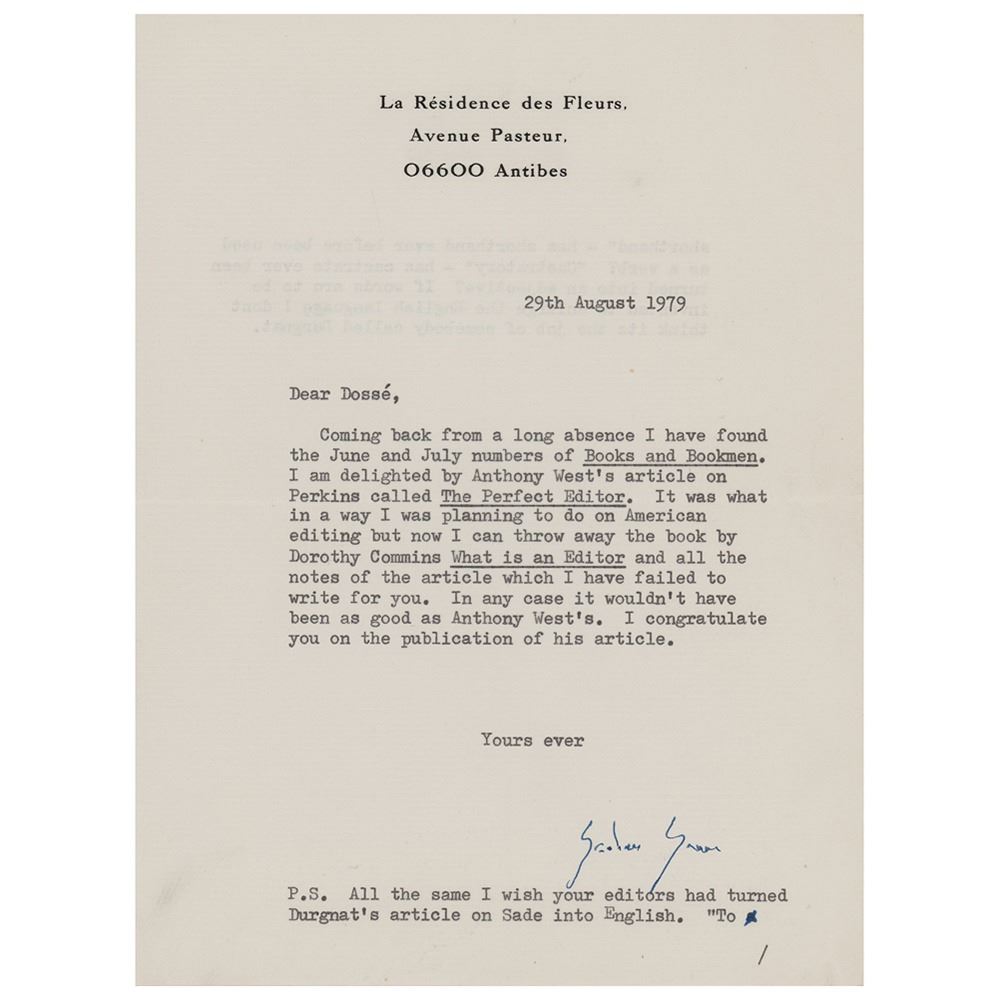 La Résidence des Fleurs,
Avenue Pasteur,
06600 Antibes
29th August 1979
Dear Dossé,
Coming back from a long absence I have found
the June and July numbers of Books and Bookmen.
I am delighted by Anthony West's article on
Perkins called The Perfect Editor. It was what
in a way I was planning to do on American
editing but now I can throw away the book by
Dorothy Commins What is an Editor and all the
notes of the article which I have failed to
write for you. In any case it wouldn't have
been as good as Anthony West's. I congratulate
you on the publication of his article.
Yours ever
Graham Greene
P.S. All the same I wish your editors had turned
Durgnat's article on Sade into English. "To
/